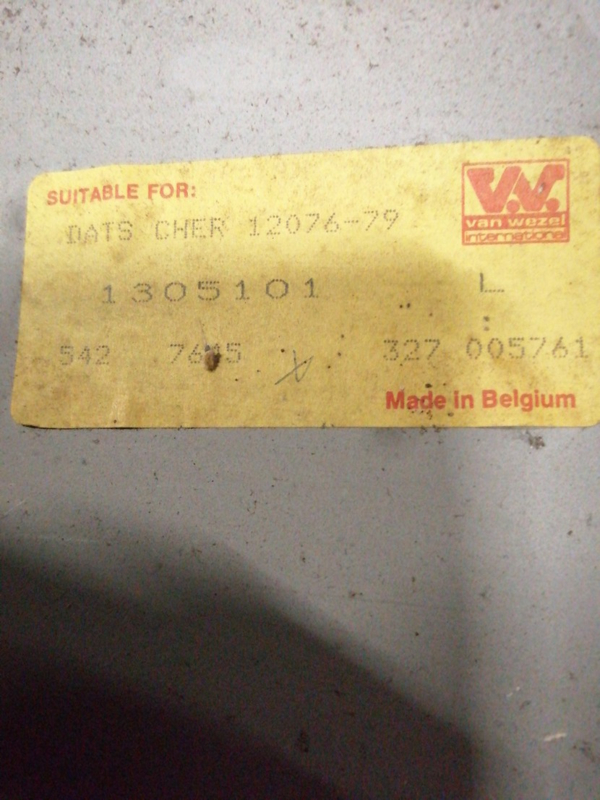 SUITABLE FOR:
DATS CHER 12076-79
V.W.
van wezel
international
1305101 L
542 327 005761
Made in Belgium